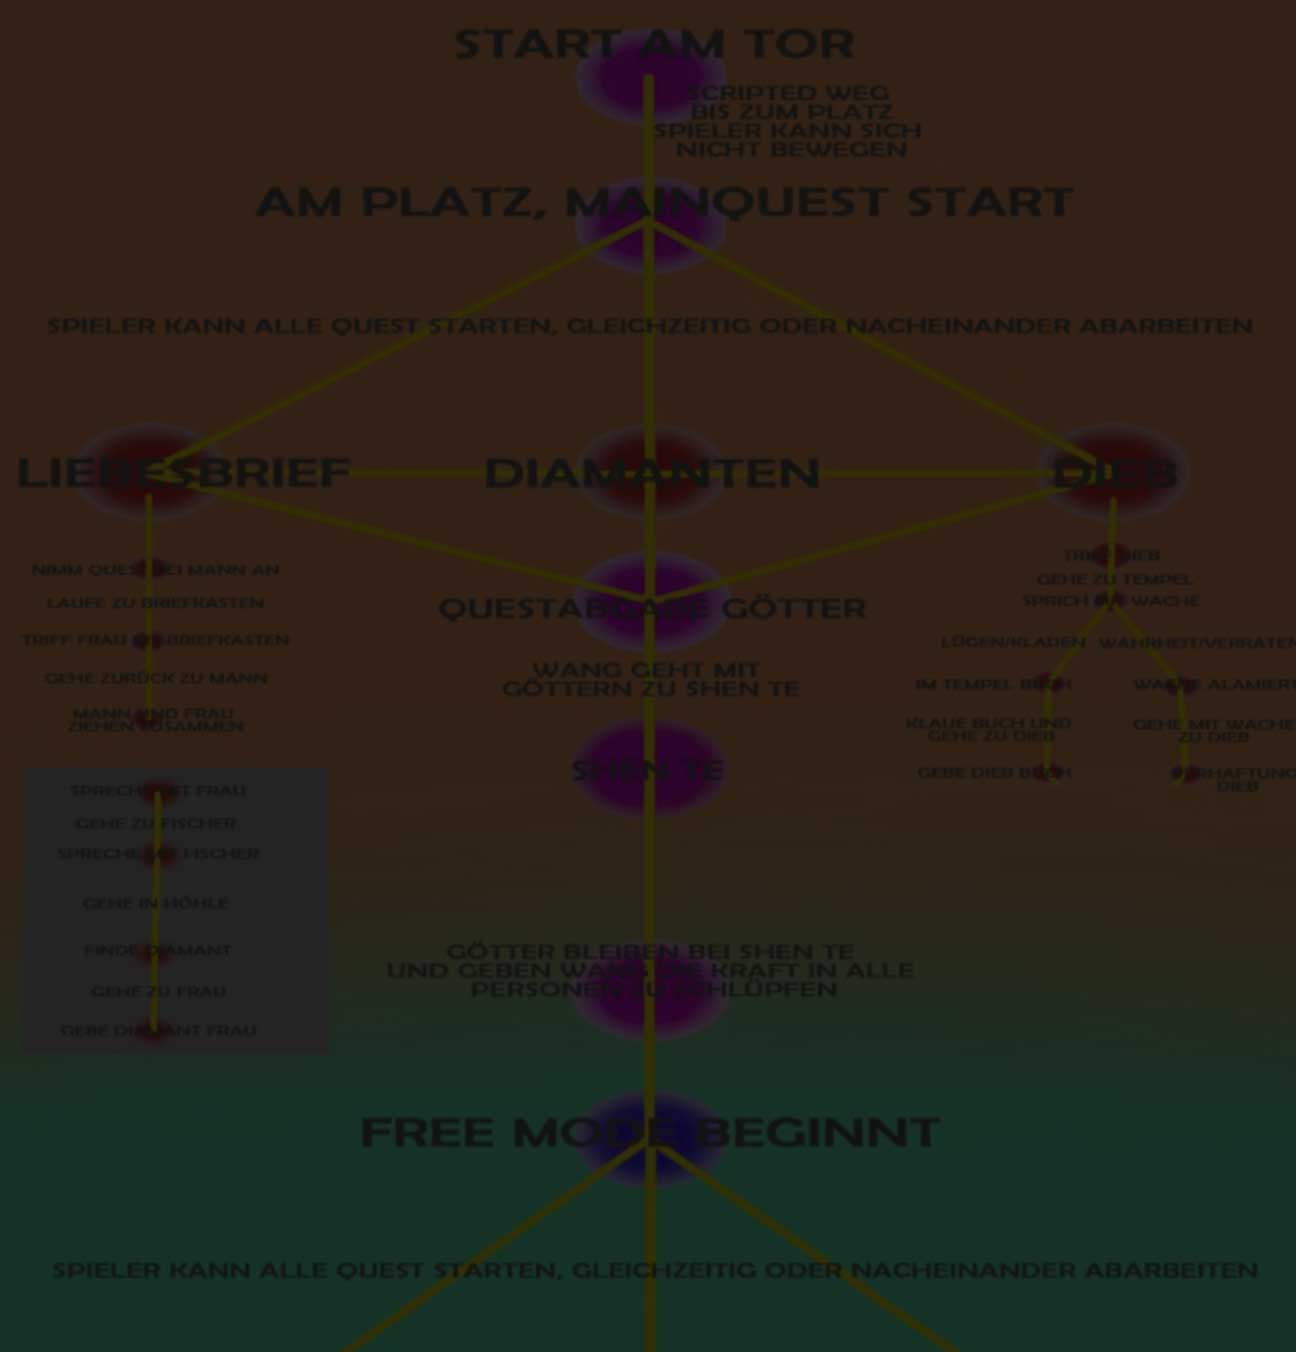 START AM TOR
SCRIPTED WEG
BIS ZUM PLATZ
SPIELER KANN SICH
NICHT BEWEGEN
AM PLATZ, MAINQUEST START
SPIELER KANN ALLE QUEST STARTEN, GLEICHZEITIG ODER NACHEINANDER ABARBEITEN
LIEBESBRIEF
DIAMANTEN
DIEB
NIMM QUEST BEI MANN AN
LAUFE ZU BRIEFKASTEN
TRIFF FRAU BEI BRIEFKASTEN
GEHE ZURÜCK ZU MANN
MANN UND FRAU
ZIEHEN ZUSAMMEN
SPRECHE MIT FRAU
GEHE ZU FISCHER
SPRECHE MIT FISCHER
GEHE IN HÖHLE
FINDE DIAMANT
GEHE ZU FRAU
GEBE DIAMANT FRAU
QUESTABGABE GÖTTER
WANG GEHT MIT
GÖTTERN ZU SHEN TE
SHEN TE
GÖTTER BLEIBEN BEI SHEN TE
UND GEBEN WANG DIE KRAFT IN ALLE
PERSONEN ZU SCHLÜPFEN
TRIFF DIEB
GEHE ZU TEMPEL
SPRICH MIT WACHE
LÜGEN/KLAUEN
WAHRHEIT/VERRATEN
IM TEMPEL BUCH
WACHE ALAMIERT
KLAUE BUCH UND
GEHE ZU DIEB
GEHE MIT WACHE
ZU DIEB
GEBE DIEB BUCH
VERHAFTUNG
DIEB
FREE MODE BEGINNT
SPIELER KANN ALLE QUEST STARTEN, GLEICHZEITIG ODER NACHEINANDER ABARBEITEN